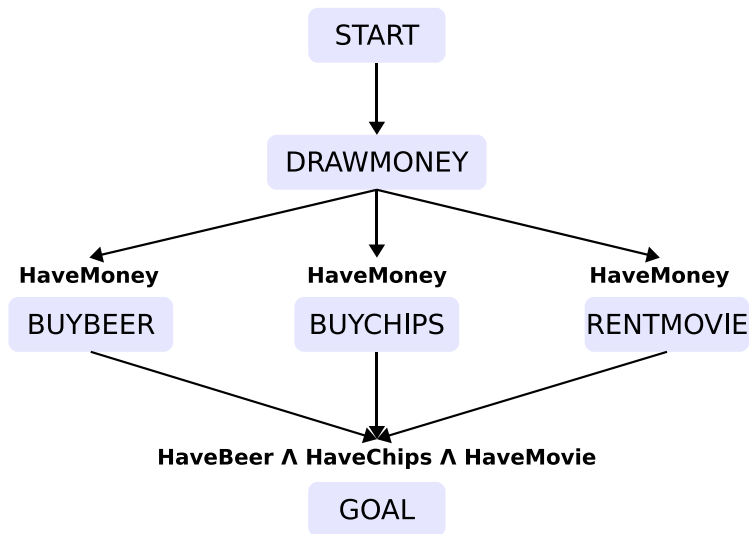 START
DRAWMONEY
HaveMoney HaveMoney HaveMoney
BUYBEER BUYCHIPS RENTMOVIE
HaveBeer Λ HaveChips Λ HaveMovie
GOAL